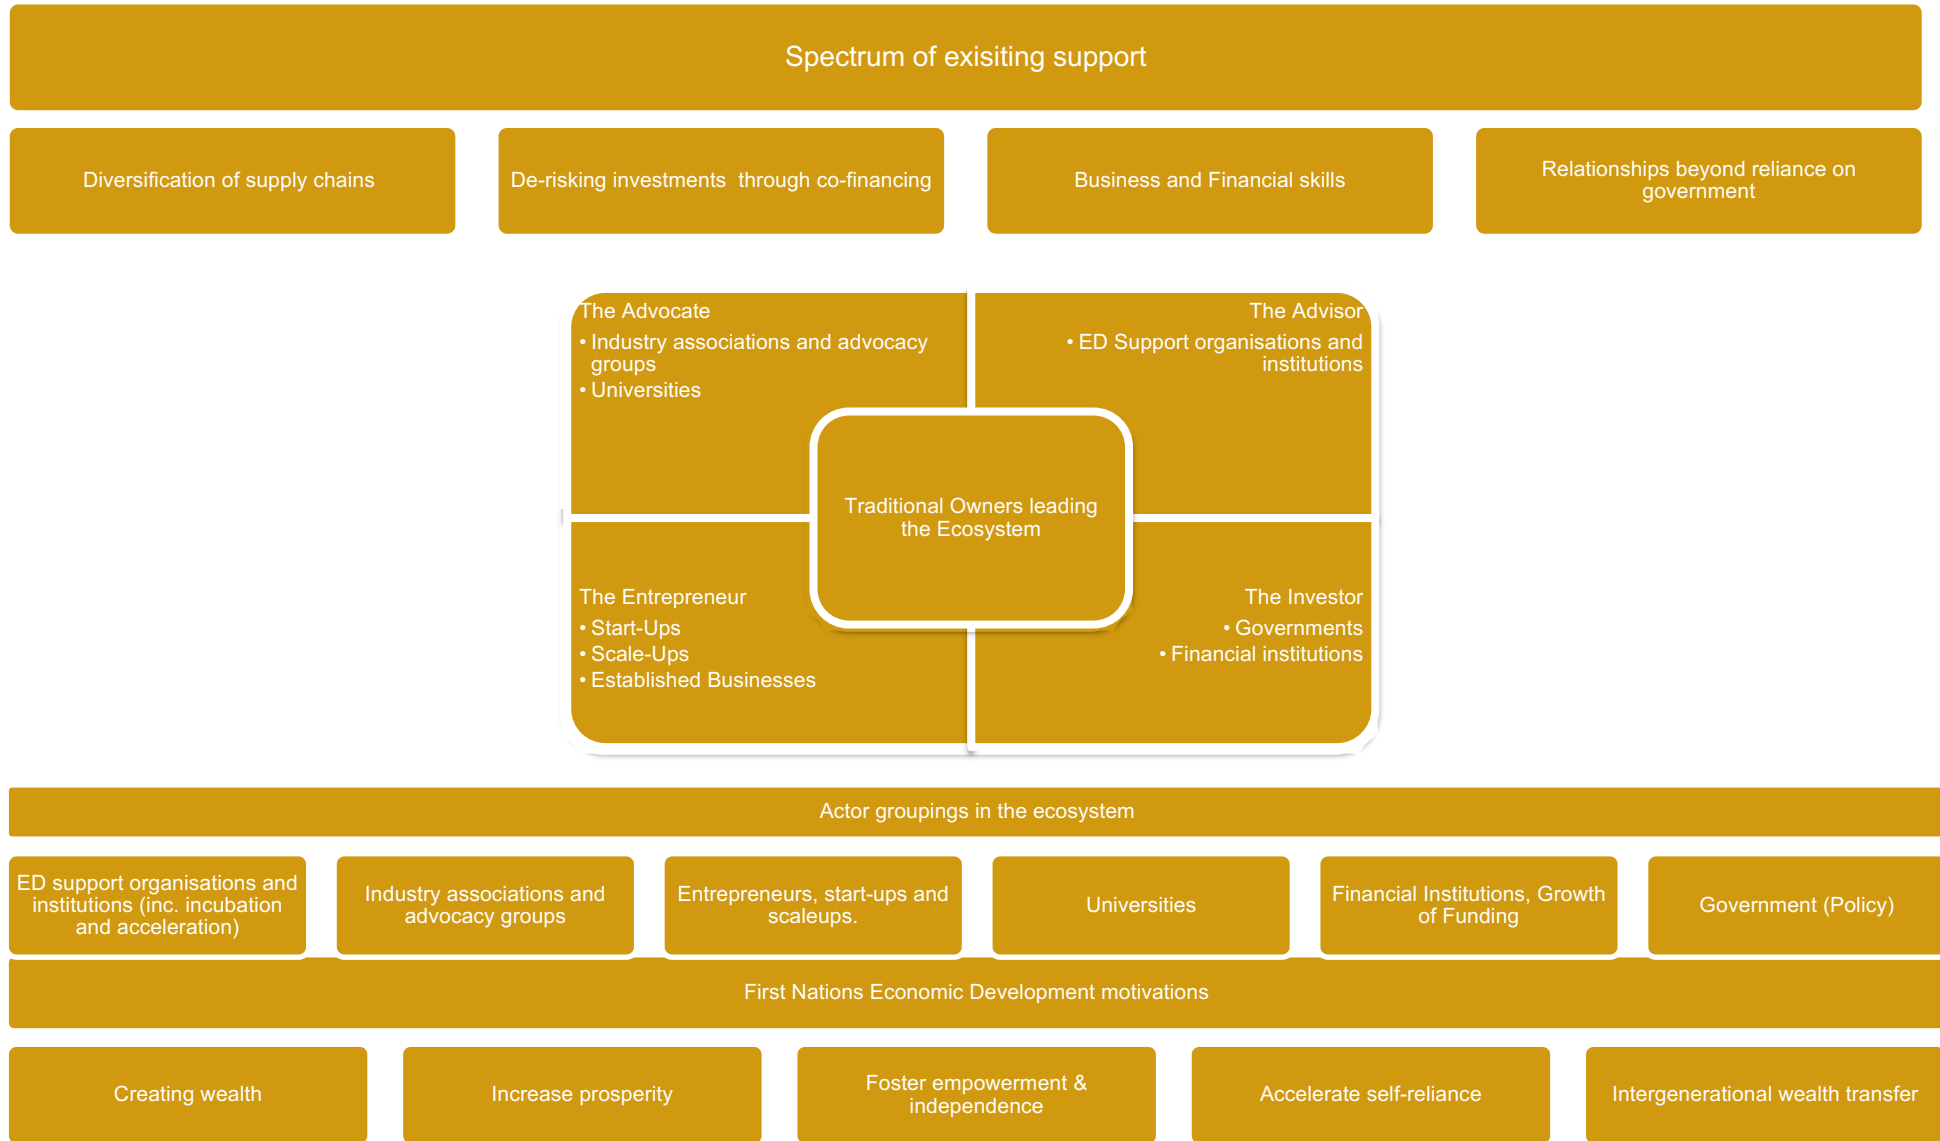 Spectrum of exisiting support
Diversification of supply chains
De-risking investments through co-financing
Business and Financial skills
Relationships beyond reliance on
government
The Advocate
• Industry associations and advocacy
groups
• Universities
The Advisor
• ED Support organisations and
institutions
Traditional Owners leading
the Ecosystem
The Entrepreneur
• Start-Ups
• Scale-Ups
• Established Businesses
The Investor
• Governments
• Financial institutions
Actor groupings in the ecosystem
ED support organisations and
institutions (inc. incubation
and acceleration)
Industry associations and
advocacy groups
Entrepreneurs, start-ups and
scaleups.
Universities
Financial Institutions, Growth
of Funding
Government (Policy)
First Nations Economic Development motivations
Creating wealth
Increase prosperity
Foster empowerment &
independence
Accelerate self-reliance
Intergenerational wealth transfer